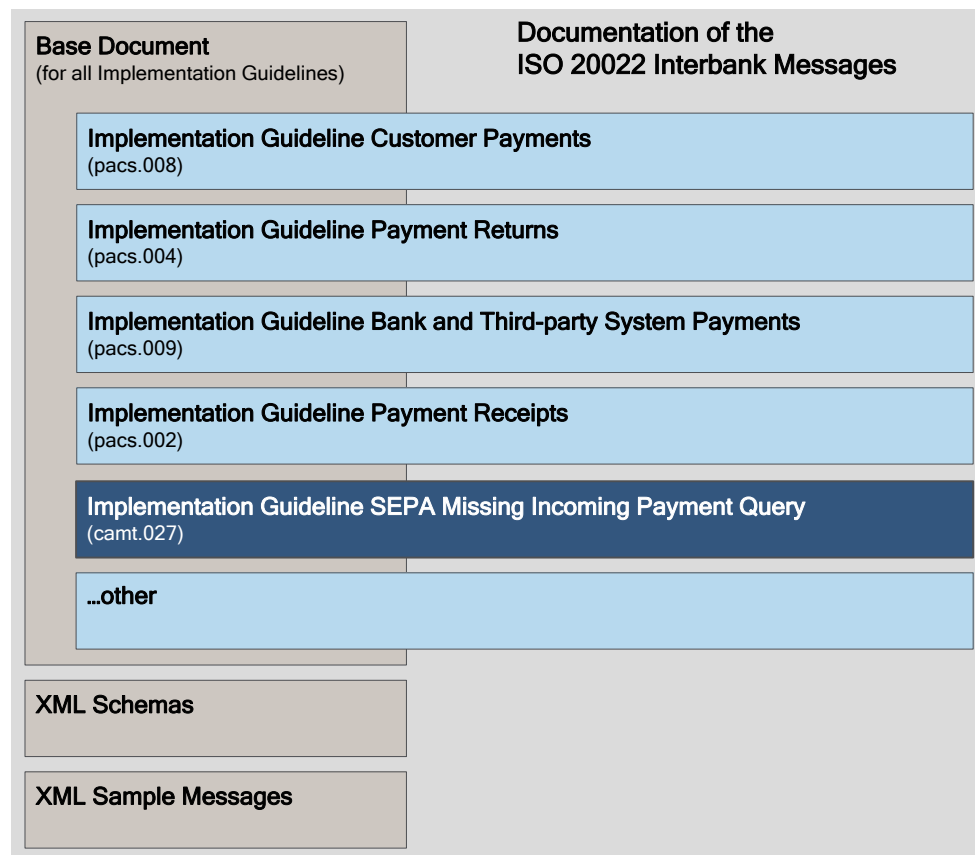 Base Document
(for all Implementation Guidelines)
Documentation of the
ISO 20022 Interbank Messages
Implementation Guideline Customer Payments
(pacs.008)
Implementation Guideline Payment Returns
(pacs.004)
Implementation Guideline Bank and Third-party System Payments
(pacs.009)
Implementation Guideline Payment Receipts
(pacs.002)
Implementation Guideline SEPA Missing Incoming Payment Query
(camt.027)
...other
XML Schemas
XML Sample Messages